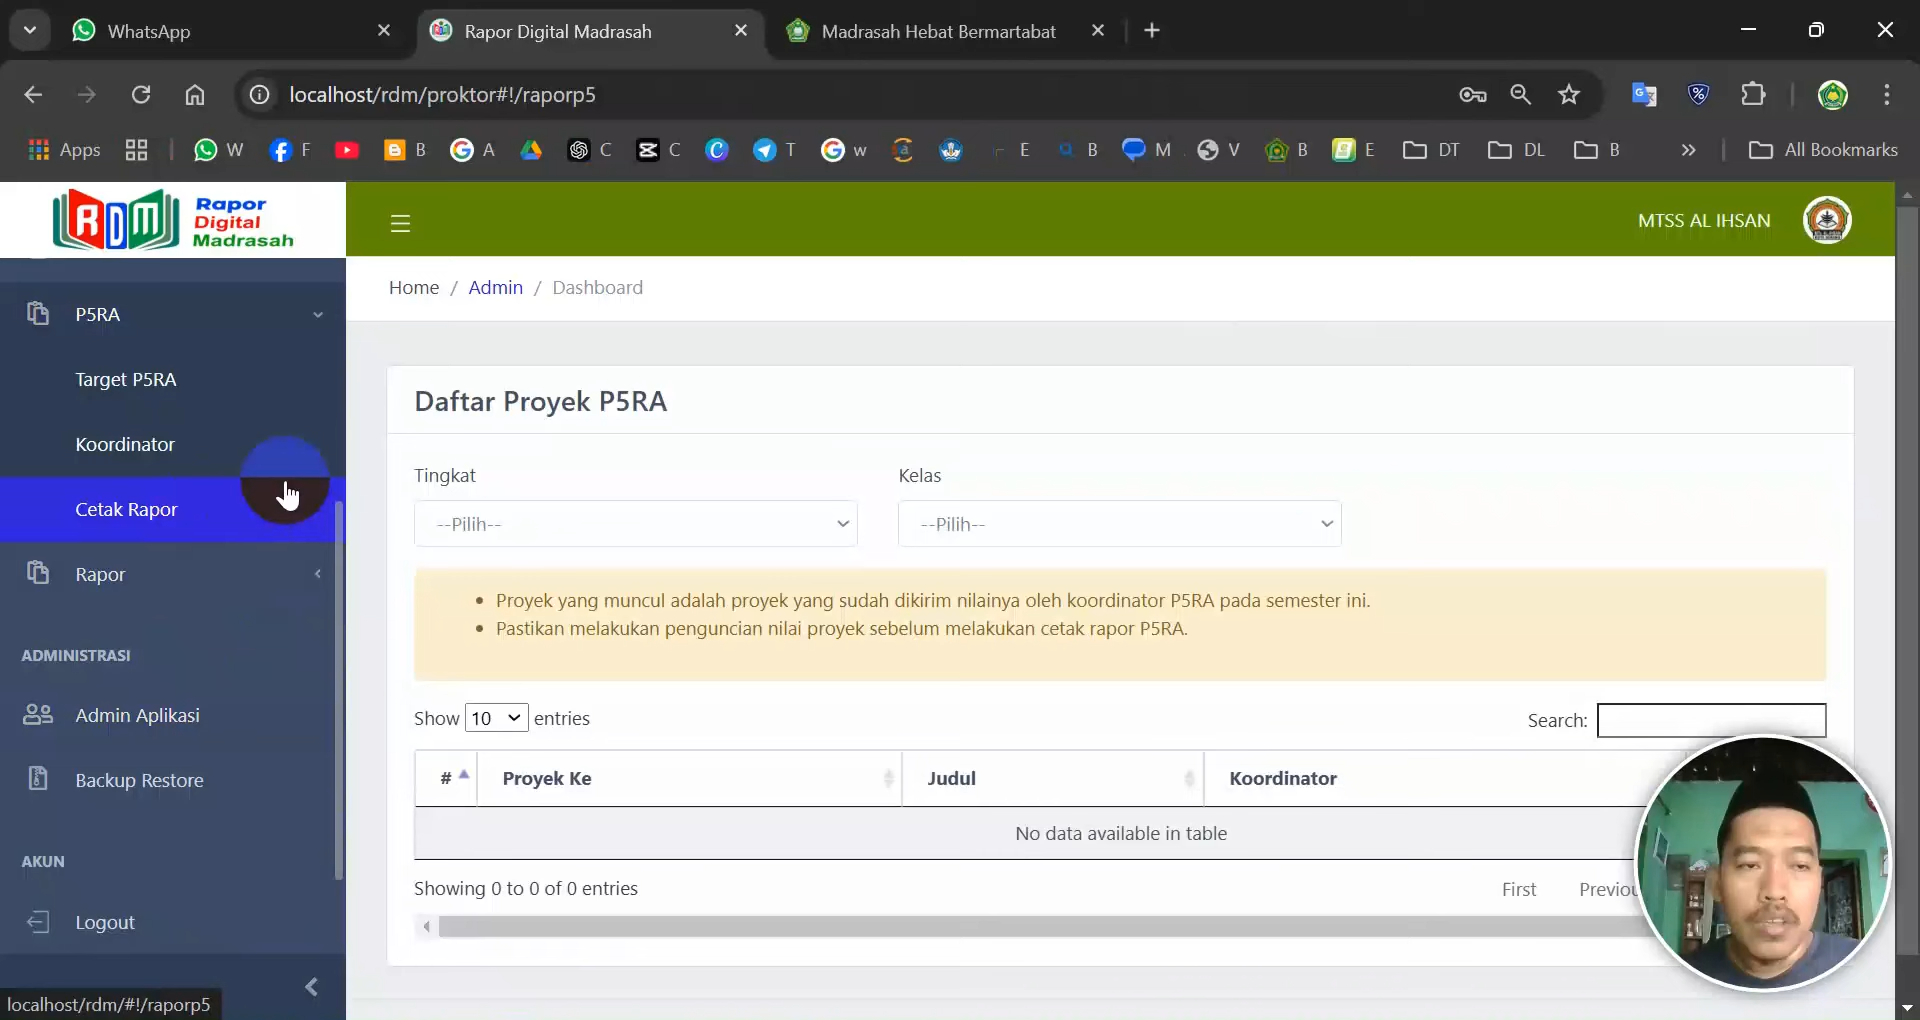 WhatsApp
Rapor Digital Madrasah
Madrasah Hebat Bermartabat
localhost/rdm/proktor#!/raporp5
Apps W F B A C C T w E B M V B E DT DL B All Bookmarks
RDM Rapor
Digital
Madrasah
MTSS AL IHSAN
Home / Admin / Dashboard
P5RA
Target P5RA
Koordinator
Cetak Rapor
Rapor
ADMINISTRASI
Admin Aplikasi
Backup Restore
AKUN
Logout
localhost/rdm/#!/raporp5
Daftar Proyek P5RA
Tingkat Kelas
--Pilih-- --Pilih--
Proyek yang muncul adalah proyek yang sudah dikirim nilainya oleh koordinator P5RA pada semester ini.
Pastikan melakukan penguncian nilai proyek sebelum melakukan cetak rapor P5RA.
Show 10 entries Search:
# Proyek Ke Judul Koordinator
No data available in table
Showing 0 to 0 of 0 entries First